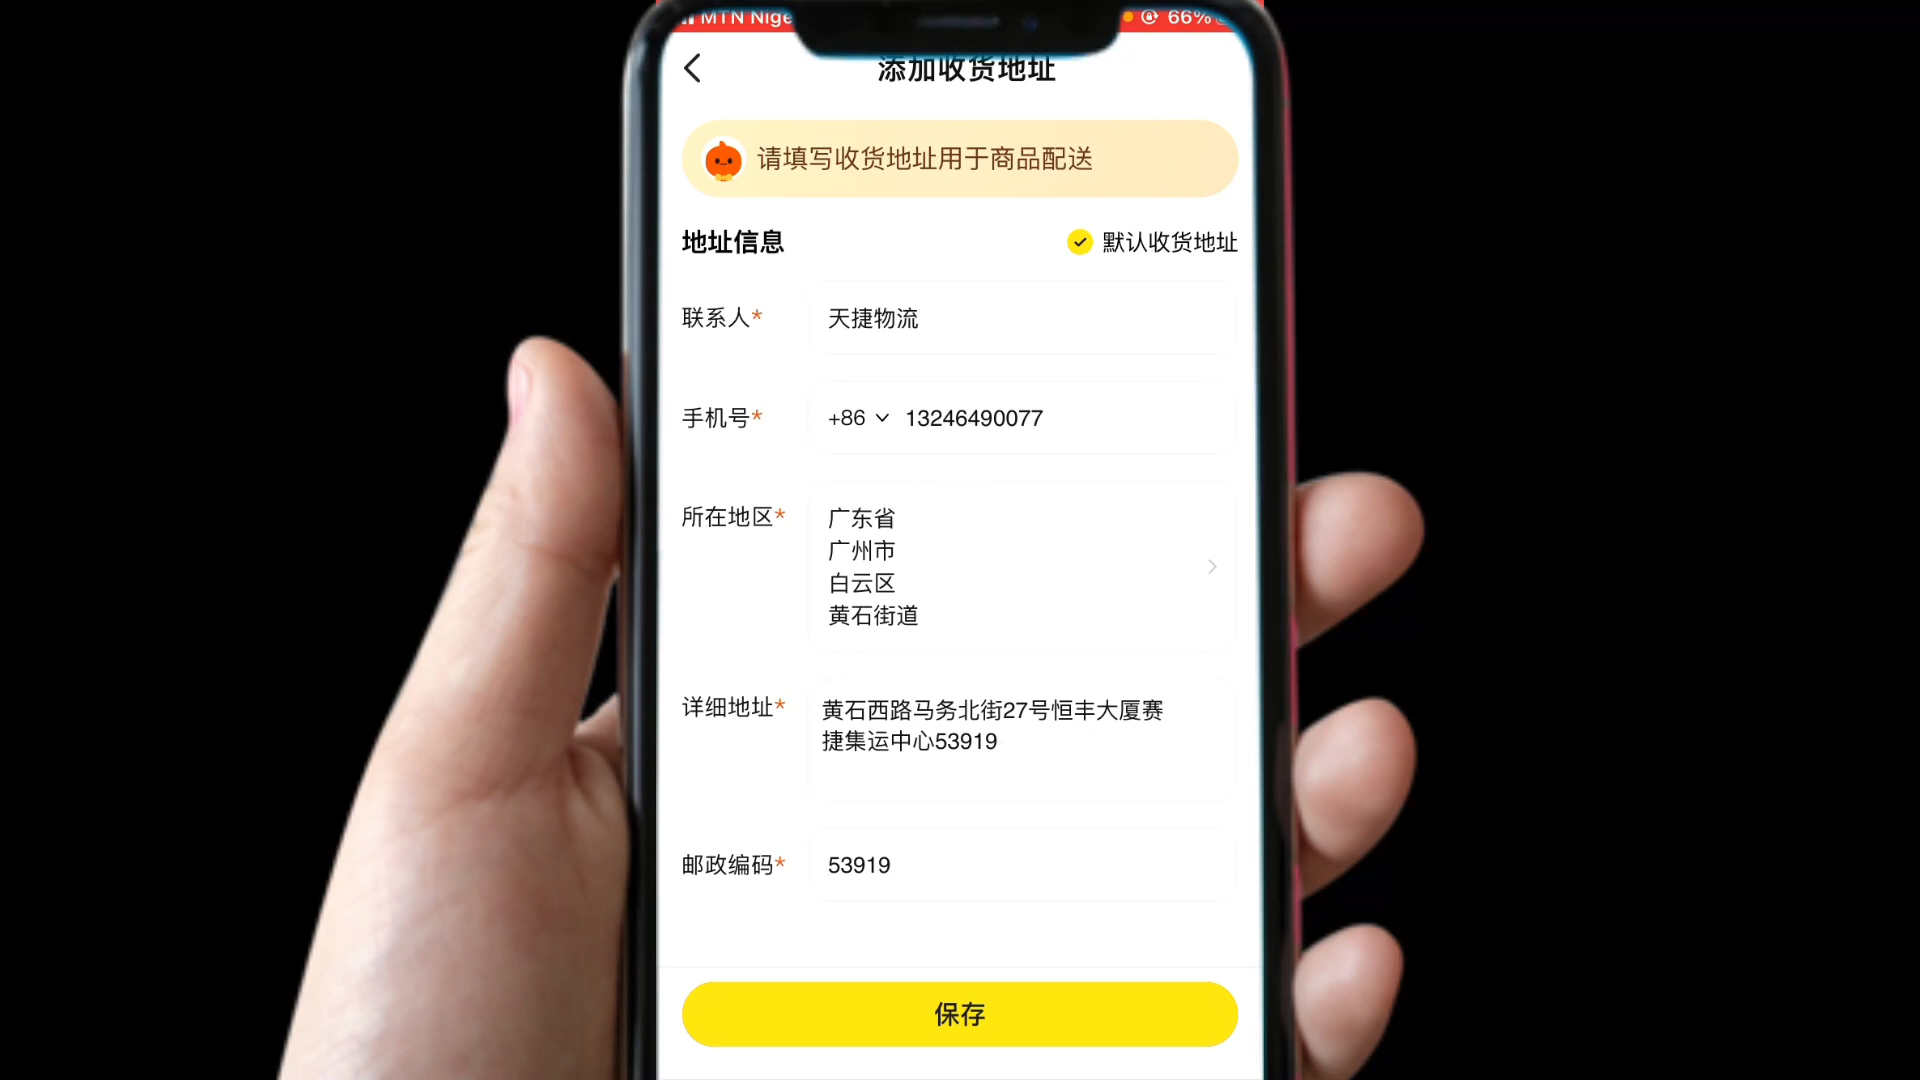 MTN Nige
66%
添加收货地址
请填写收货地址用于商品配送
地址信息
默认收货地址
联系人*
天捷物流
手机号*
+86 13246490077
所在地区*
广东省
广州市
白云区
黄石街道
详细地址*
黄石西路马务北街27号恒丰大厦赛
捷集运中心53919
邮政编码*
53919
保存